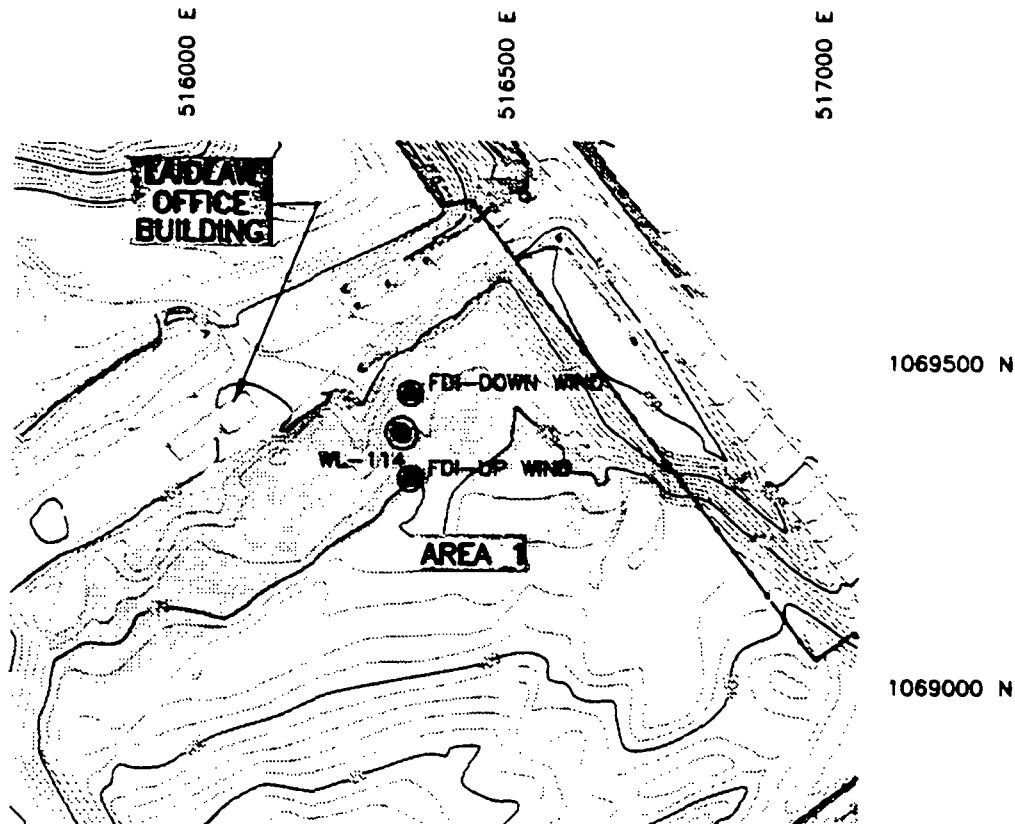 516000 E
516500 E
517000 E
LAIDLAW
OFFICE
BUILDING
1069500 N
FDI-DOWN WIND
WL-114
FDI-UP WIND
AREA 1
1069000 N